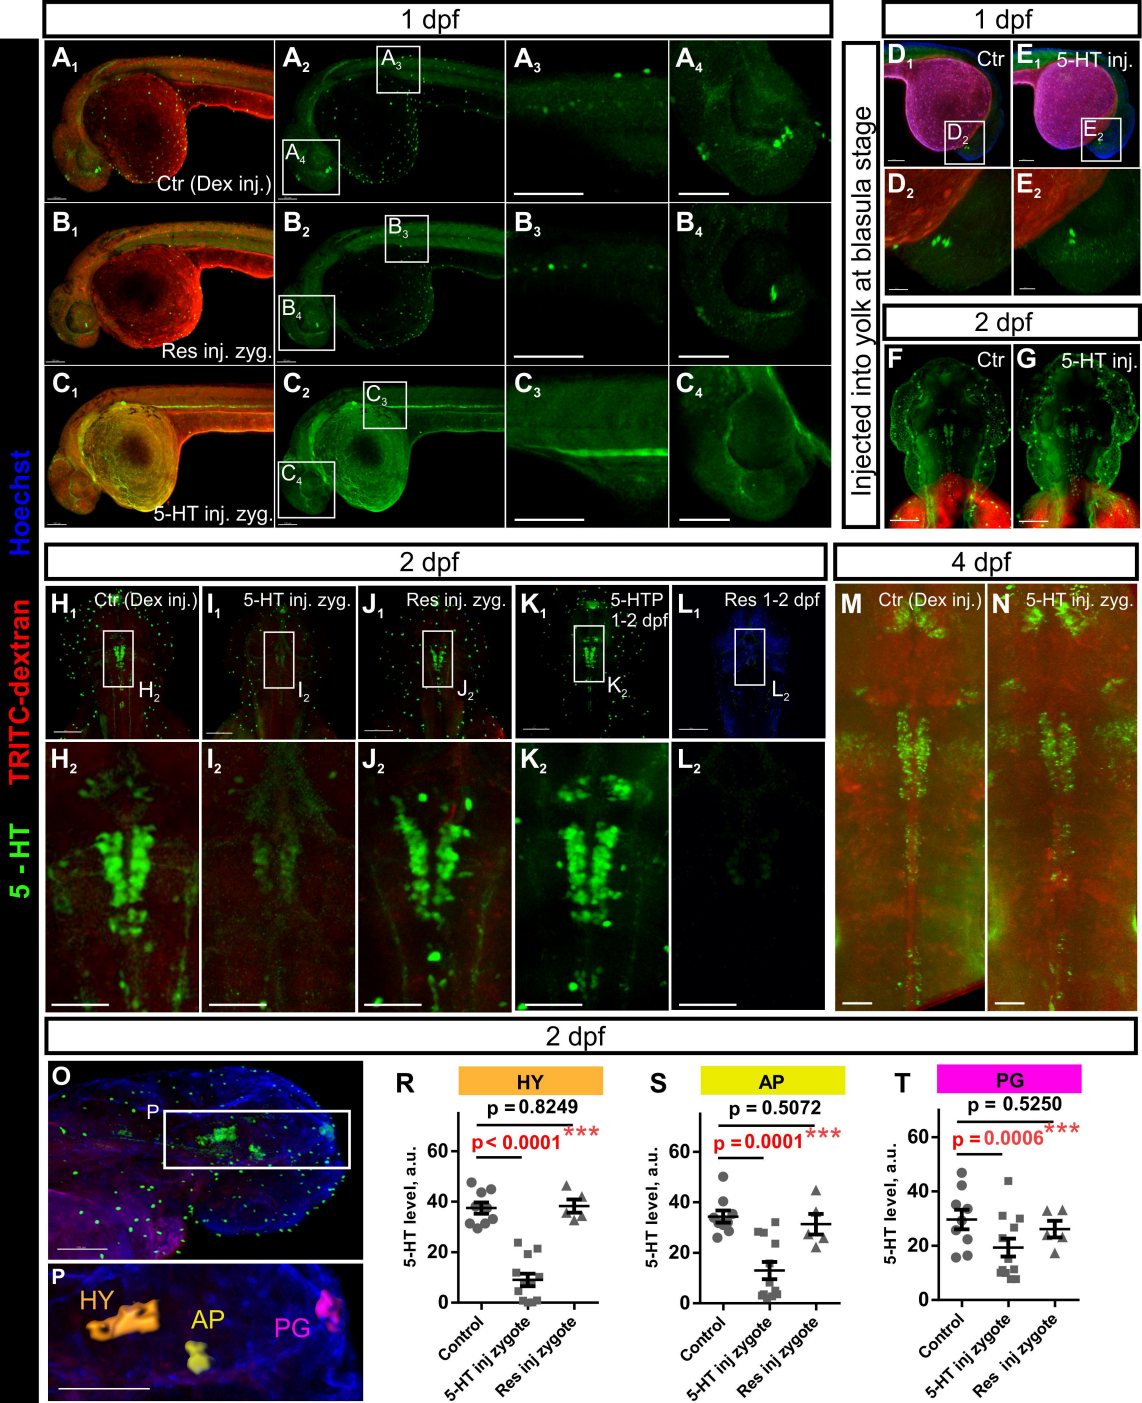 1 dpf
1 dpf
A1
A2
A3
A3
A4
A4
Ctr (Dex inj.)
B1
B2
B3
B3
B4
B4
Res inj. zyg.
C1
C2
C3
C3
C4
C4
5-HT inj. zyg.
Injected into yolk at blasula stage
D1
Ctr
D2
E1
5-HT inj.
E2
D2
E2
2 dpf
F
Ctr
G
5-HT inj.
5 - HT TRITC-dextran Hoechst
2 dpf
4 dpf
H1
Ctr (Dex inj.)
H2
I1
5-HT inj. zyg.
I2
J1
Res inj. zyg.
J2
K1
5-HTP
1-2 dpf
K2
L1
Res 1-2 dpf
L2
M
Ctr (Dex inj.)
N
5-HT inj. zyg.
H2
I2
J2
K2
L2
2 dpf
O
P
P
HY
AP
PG
R
HY
p = 0.8249
p < 0.0001
***
5-HT level, a.u.
60
40
20
0
Control
5-HT inj zygote
Res inj zygote
S
AP
p = 0.5072
p = 0.0001
***
5-HT level, a.u.
60
40
20
0
Control
5-HT inj zygote
Res inj zygote
T
PG
p = 0.5250
p = 0.0006
***
5-HT level, a.u.
60
40
20
0
Control
5-HT inj zygote
Res inj zygote